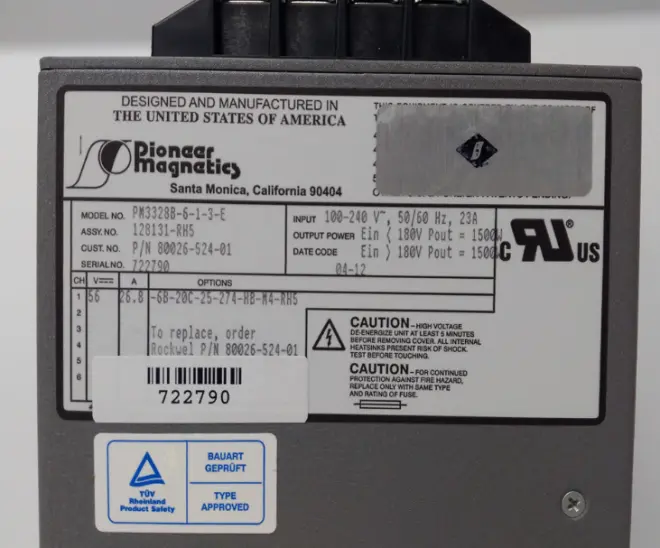 DESIGNED AND MANUFACTURED IN
THE UNITED STATES OF AMERICA
Pioneer
Magnetics
Santa Monica, California 90404
MODEL NO. PM3328B-6-1-3-E
ASSY. NO. 128131-RH5
CUST. NO. P/N 80026-524-01
SERIAL NO. 722790
INPUT 100-240 V~, 50/60 Hz, 23A
OUTPUT POWER Ein < 180V Pout = 1500W
DATE CODE Ein > 180V Pout = 1500W
04-12
CH V A OPTIONS
1 56 26.8 -6B-20C-25-274-HB-M4-RH5
2
3 To replace, order
4 Rockwel P/N 80026-524-01
5
6
C RU ® US
CAUTION - HIGH VOLTAGE
DE-ENERGIZE UNIT AT LEAST 5 MINUTES
BEFORE REMOVING COVER. ALL INTERNAL
HEATSINKS PRESENT RISK OF SHOCK.
TEST BEFORE TOUCHING.
CAUTION - FOR CONTINUED
PROTECTION AGAINST FIRE HAZARD,
REPLACE ONLY WITH SAME TYPE
AND RATING OF FUSE.
722790
TÜV
Rheinland
Product Safety
BAUART
GEPRÜFT
TYPE
APPROVED